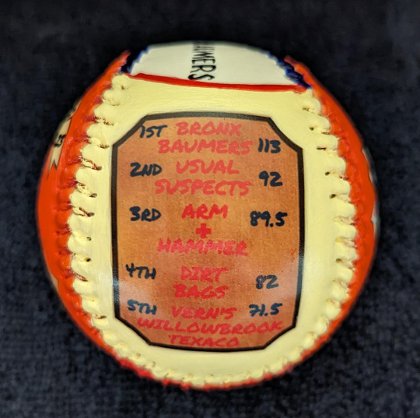 AUMERS
1ST BRONX
BAUMERS 113
2ND USUAL
SUSPECTS 92
3RD ARM 89.5
+
HAMMER
4TH DIRT
BAGS 82
5TH VERN'S 71.5
WILLOWBROOK
TEXACO